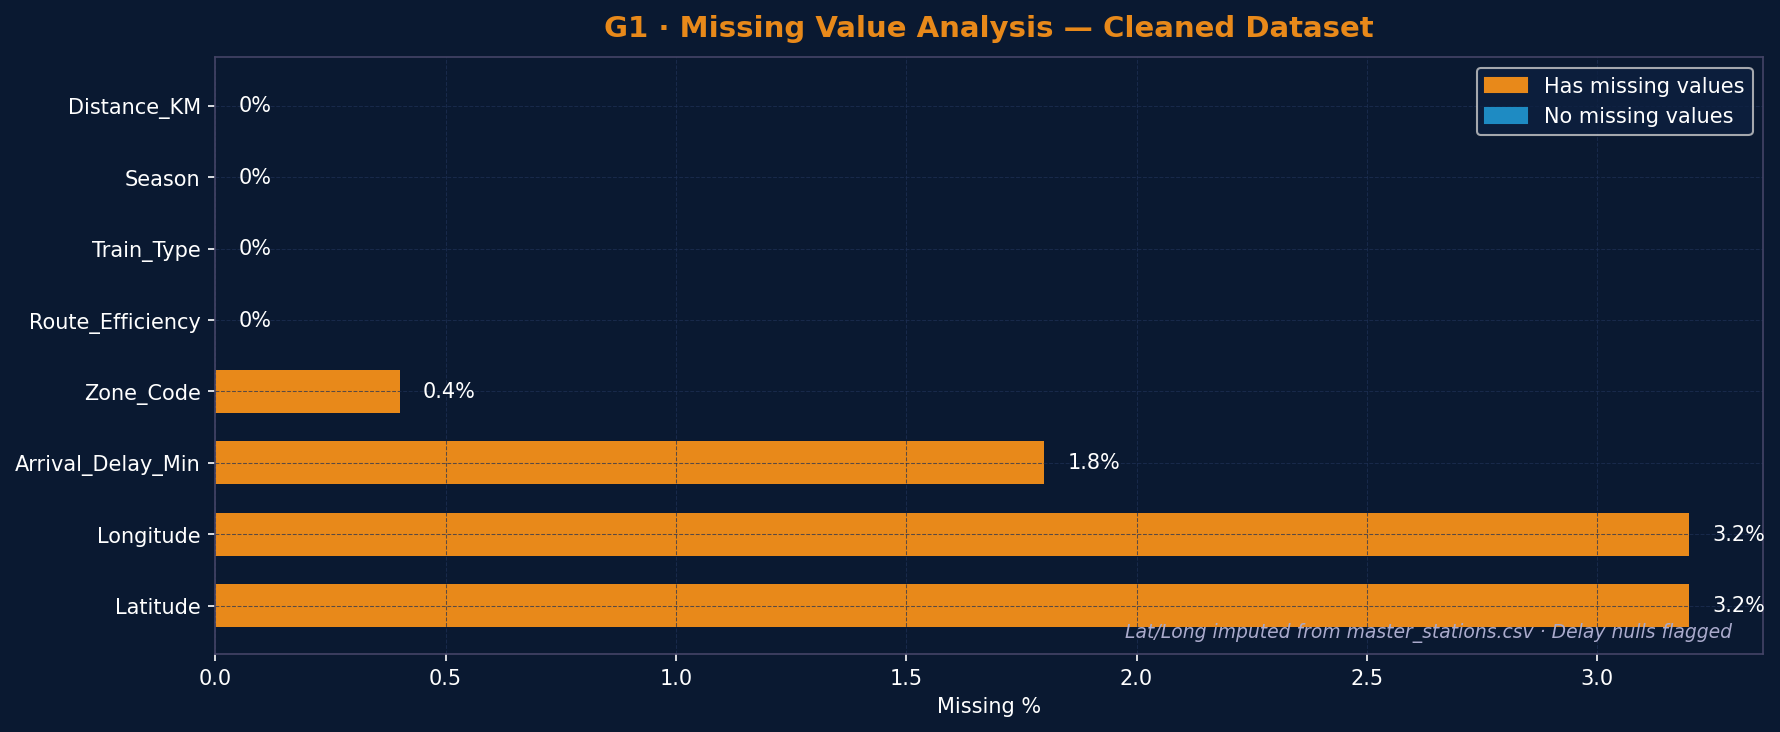 G1 · Missing Value Analysis — Cleaned Dataset
Has missing values
No missing values
Distance_KM 0%
Season 0%
Train_Type 0%
Route_Efficiency 0%
Zone_Code 0.4%
Arrival_Delay_Min 1.8%
Longitude 3.2%
Latitude 3.2%
Lat/Long imputed from master_stations.csv · Delay nulls flagged
0.0 0.5 1.0 1.5 2.0 2.5 3.0
Missing %